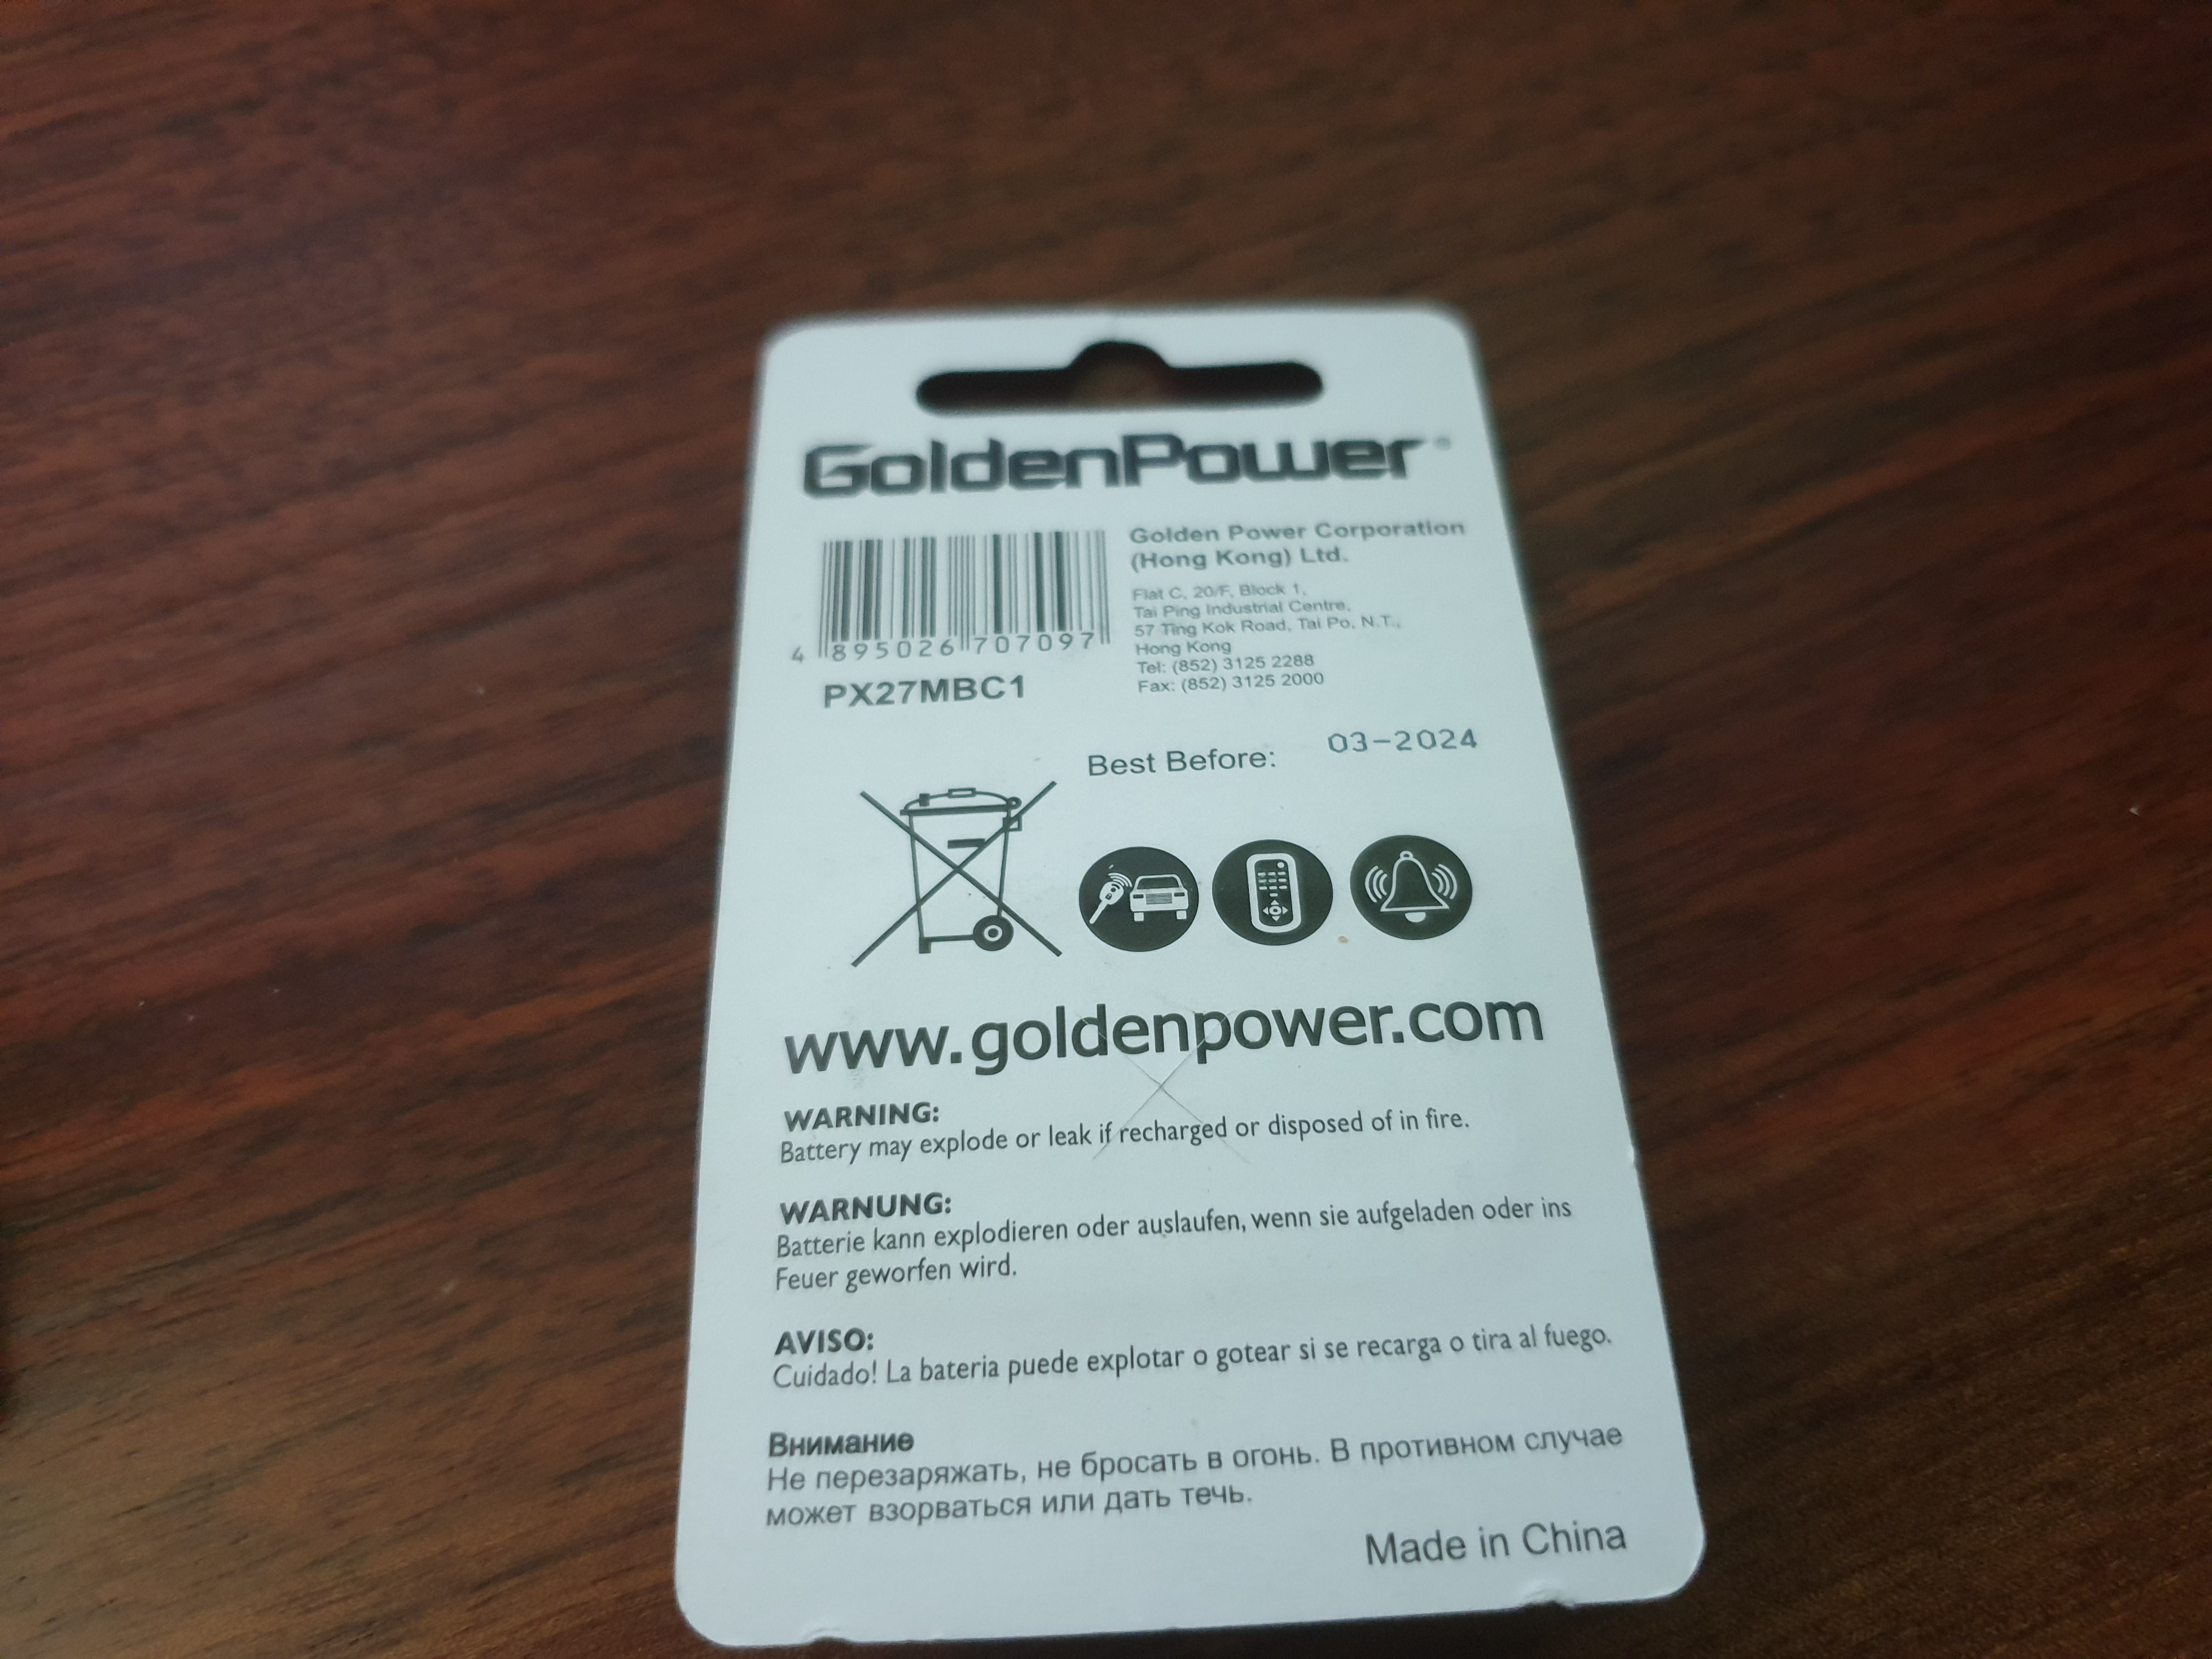 GoldenPower®
Golden Power Corporation
(Hong Kong) Ltd.
Flat C, 20/F, Block 1,
Tai Ping Industrial Centre,
57 Ting Kok Road, Tai Po, N.T.,
Hong Kong
Tel: (852) 3125 2288
Fax: (852) 3125 2000
4 895026 707097
PX27MBC1
Best Before: 03-2024
www.goldenpower.com
WARNING:
Battery may explode or leak if recharged or disposed of in fire.
WARNUNG:
Batterie kann explodieren oder auslaufen, wenn sie aufgeladen oder ins
Feuer geworfen wird.
AVISO:
Cuidado! La bateria puede explotar o gotear si se recarga o tira al fuego.
Внимание
Не перезаряжать, не бросать в огонь. В противном случае
может взорваться или дать течь.
Made in China